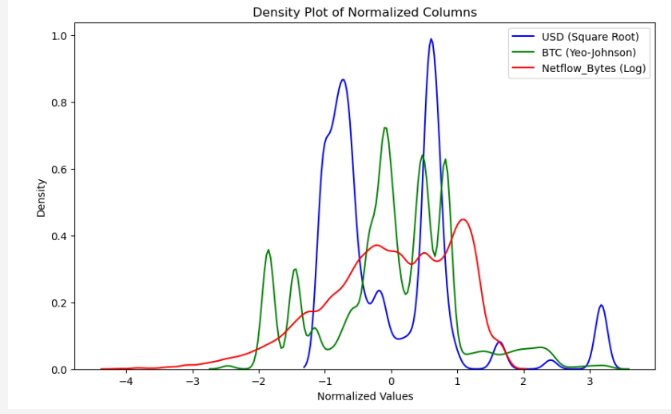 Density Plot of Normalized Columns
USD (Square Root)
BTC (Yeo-Johnson)
Netflow_Bytes (Log)
1.0
0.8
0.6
0.4
0.2
0.0
Density
−4 −3 −2 −1 0 1 2 3
Normalized Values